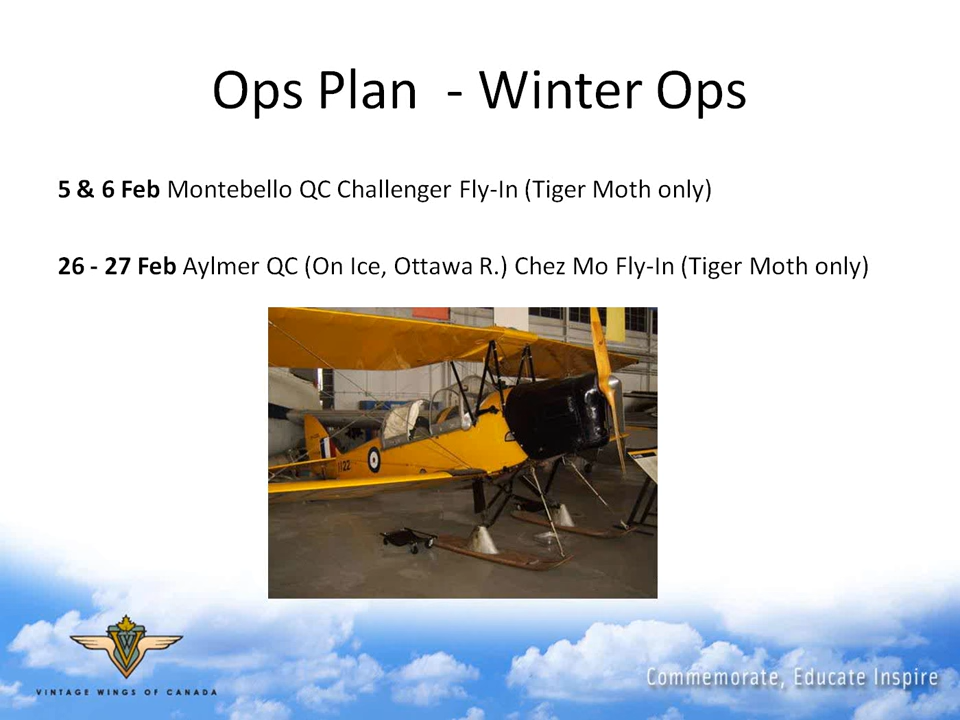 Ops Plan - Winter Ops
5 & 6 Feb Montebello QC Challenger Fly-In (Tiger Moth only)
26 - 27 Feb Aylmer QC (On Ice, Ottawa R.) Chez Mo Fly-In (Tiger Moth only)
1122
VINTAGE WINGS OF CANADA
Commemorate, Educate Inspire